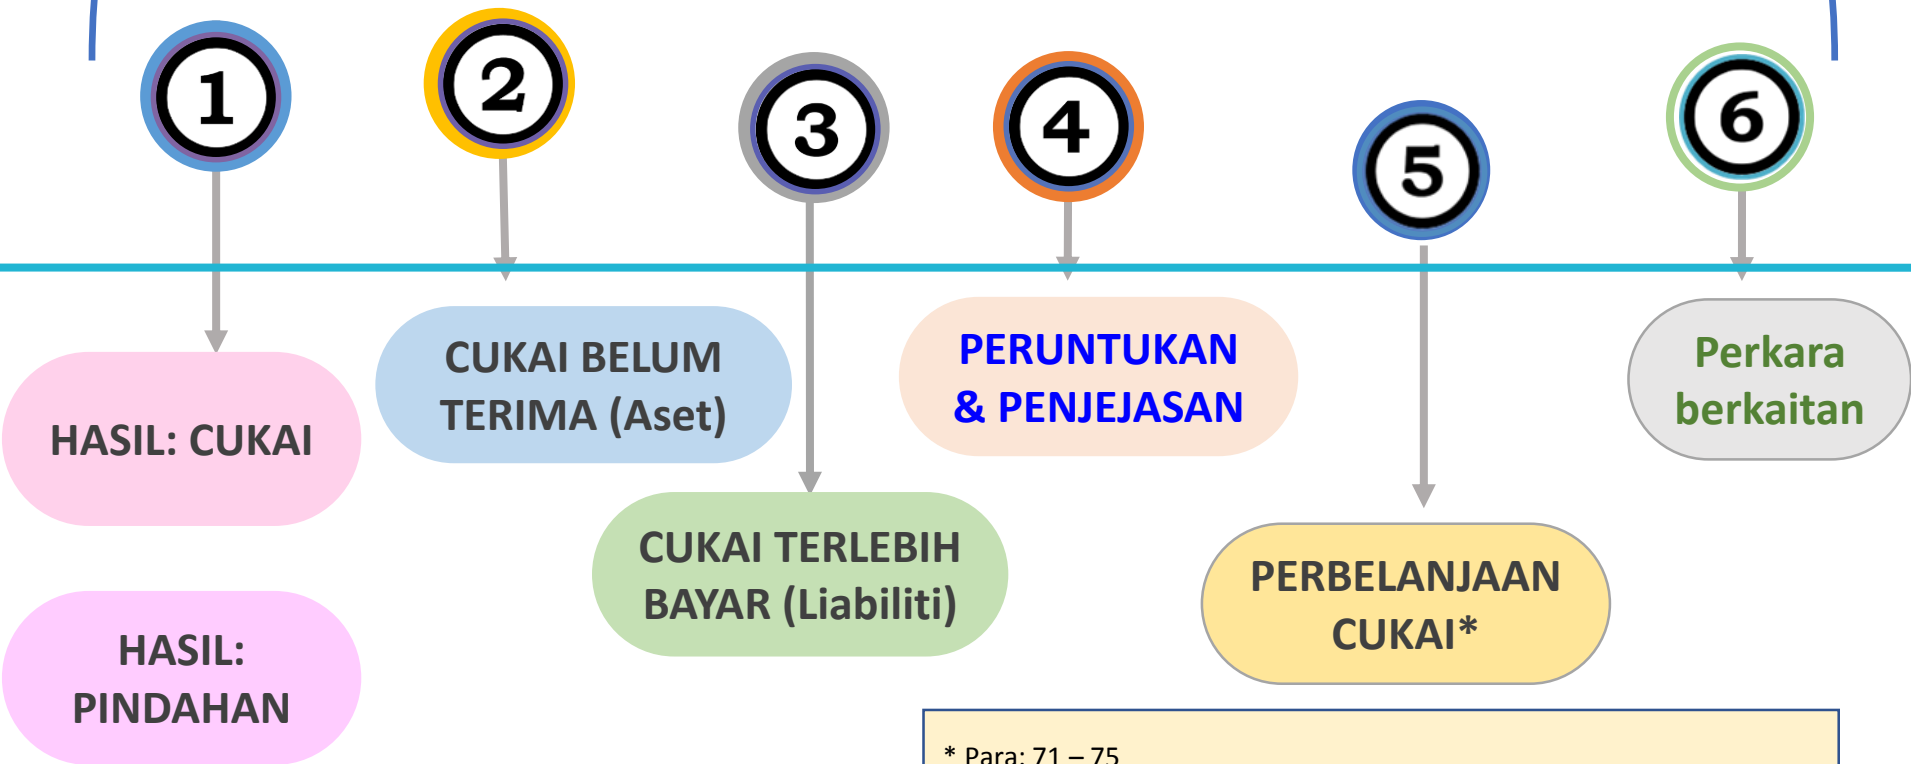 1
2
3
4
5
6
HASIL: CUKAI
HASIL:
PINDAHAN
CUKAI BELUM
TERIMA (Aset)
CUKAI TERLEBIH
BAYAR (Liabiliti)
PERUNTUKAN
& PENJEJASAN
PERBELANJAAN
CUKAI*
Perkara
berkaitan
* Para: 71 – 75